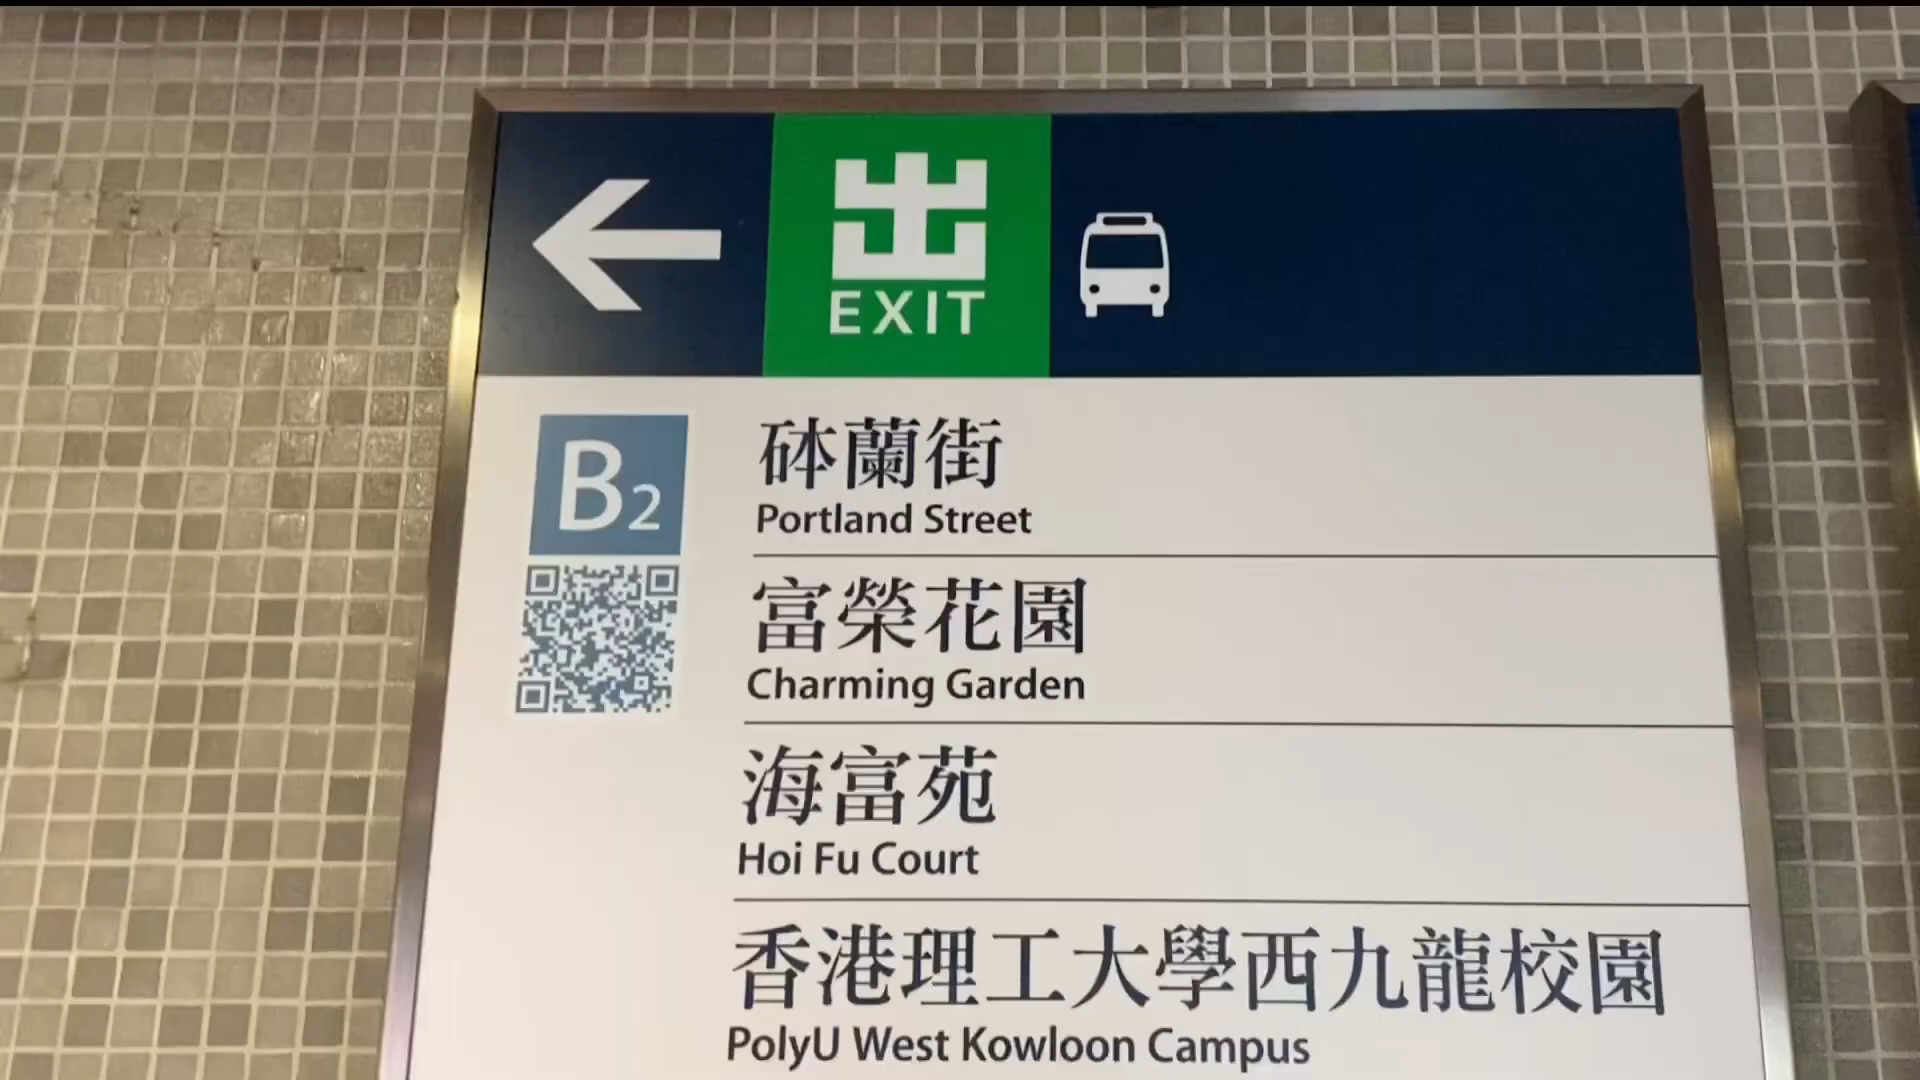 出
EXIT
B2
砵蘭街
Portland Street
富榮花園
Charming Garden
海富苑
Hoi Fu Court
香港理工大學西九龍校園
PolyU West Kowloon Campus